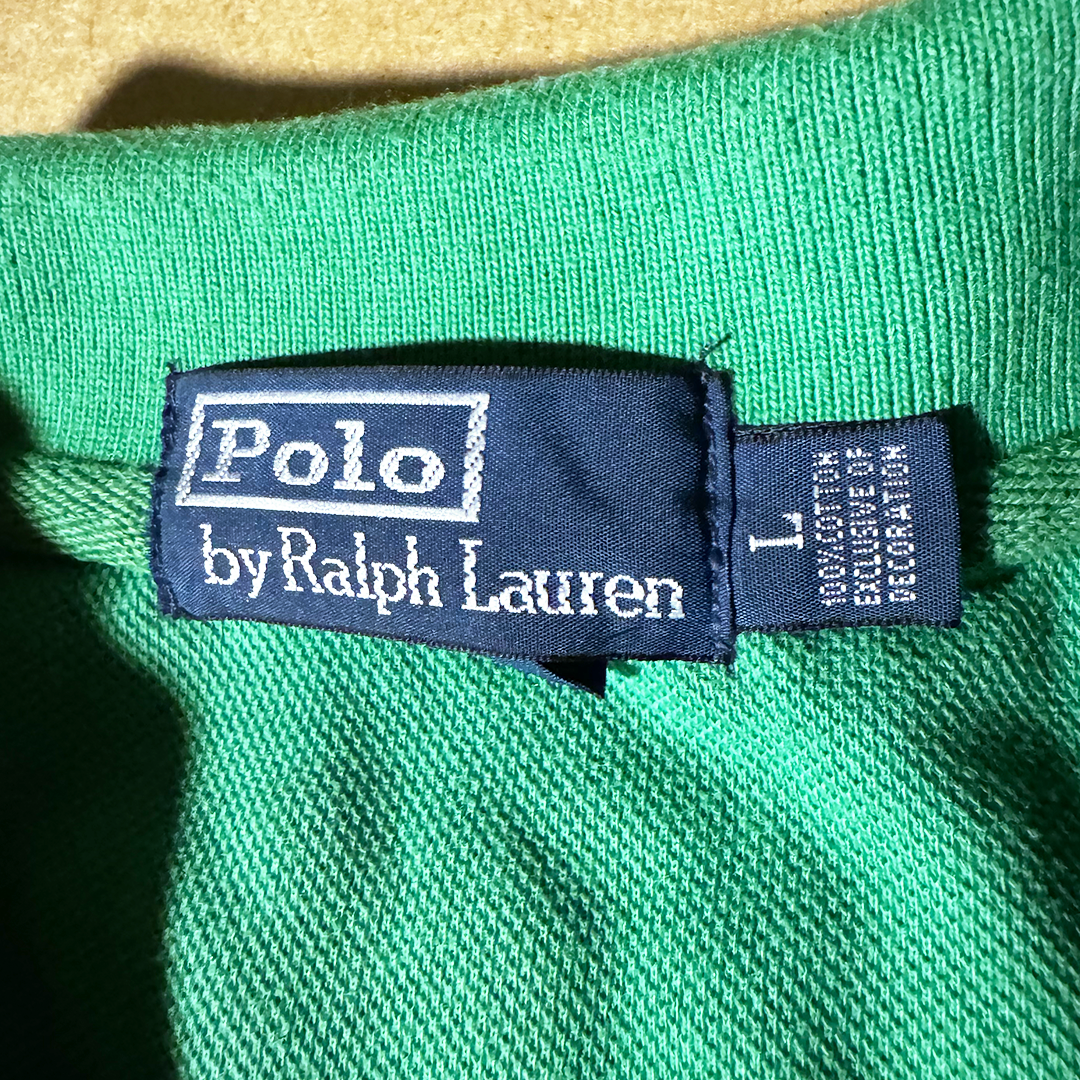 Polo
by Ralph Lauren
L
100% COTTON
EXCLUSIVE OF
DECORATION